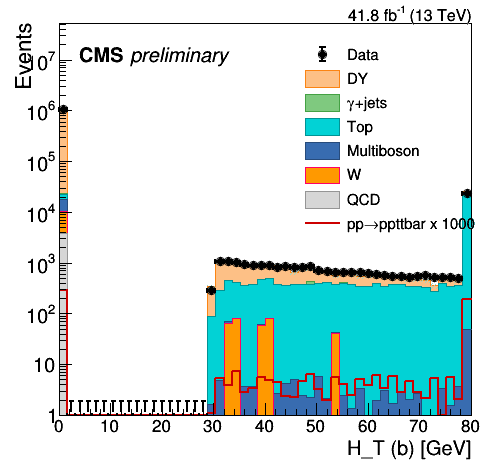 41.8 fb⁻¹ (13 TeV)
Events
CMS preliminary
Data
DY
γ+jets
Top
Multiboson
W
QCD
pp→ppttbar x 1000
10⁷
10⁶
10⁵
10⁴
10³
10²
10
1
0 10 20 30 40 50 60 70 80
H_T (b) [GeV]